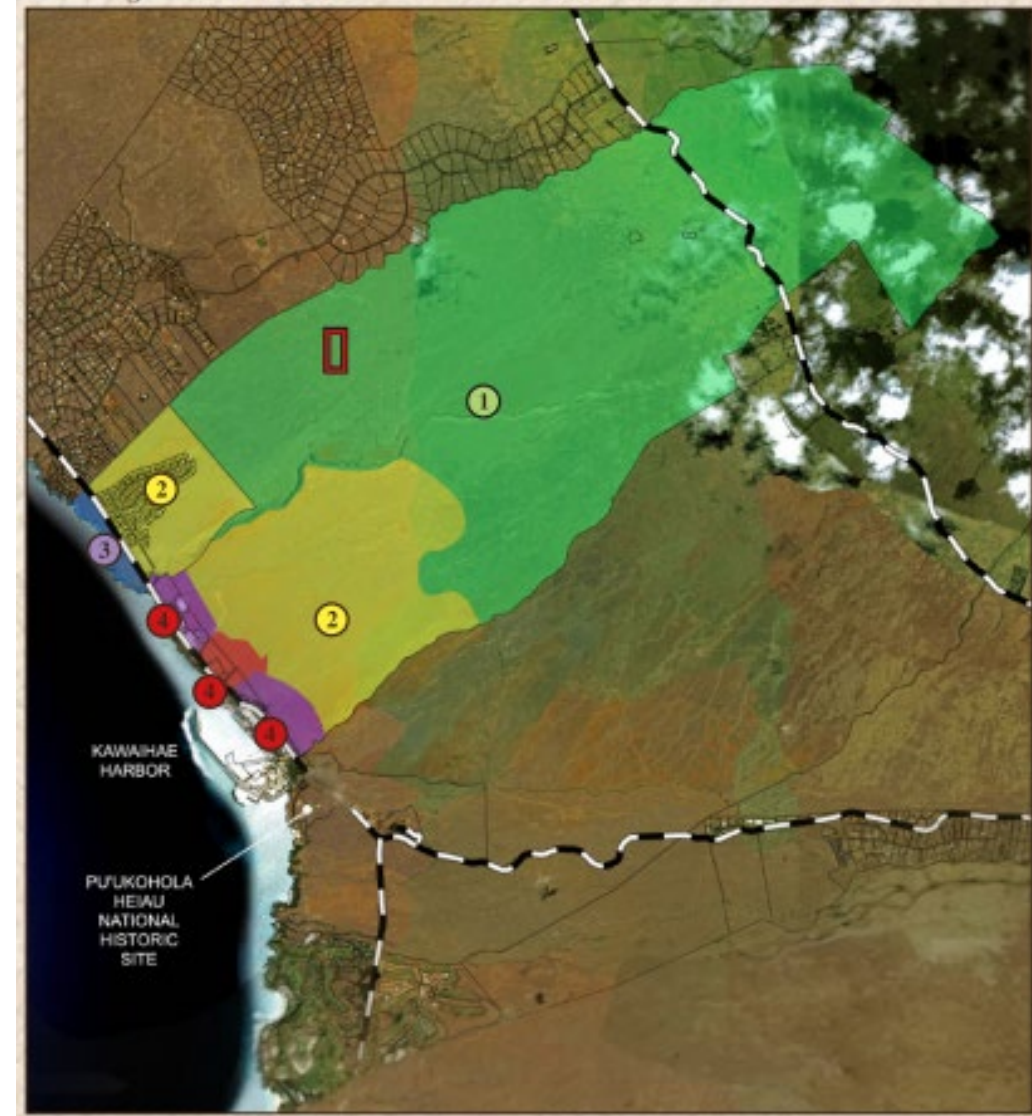 1
2
3
4
2
4
4
KAWAIHAE
HARBOR
PU'UKOHOLA
HEIAU
NATIONAL
HISTORIC
SITE